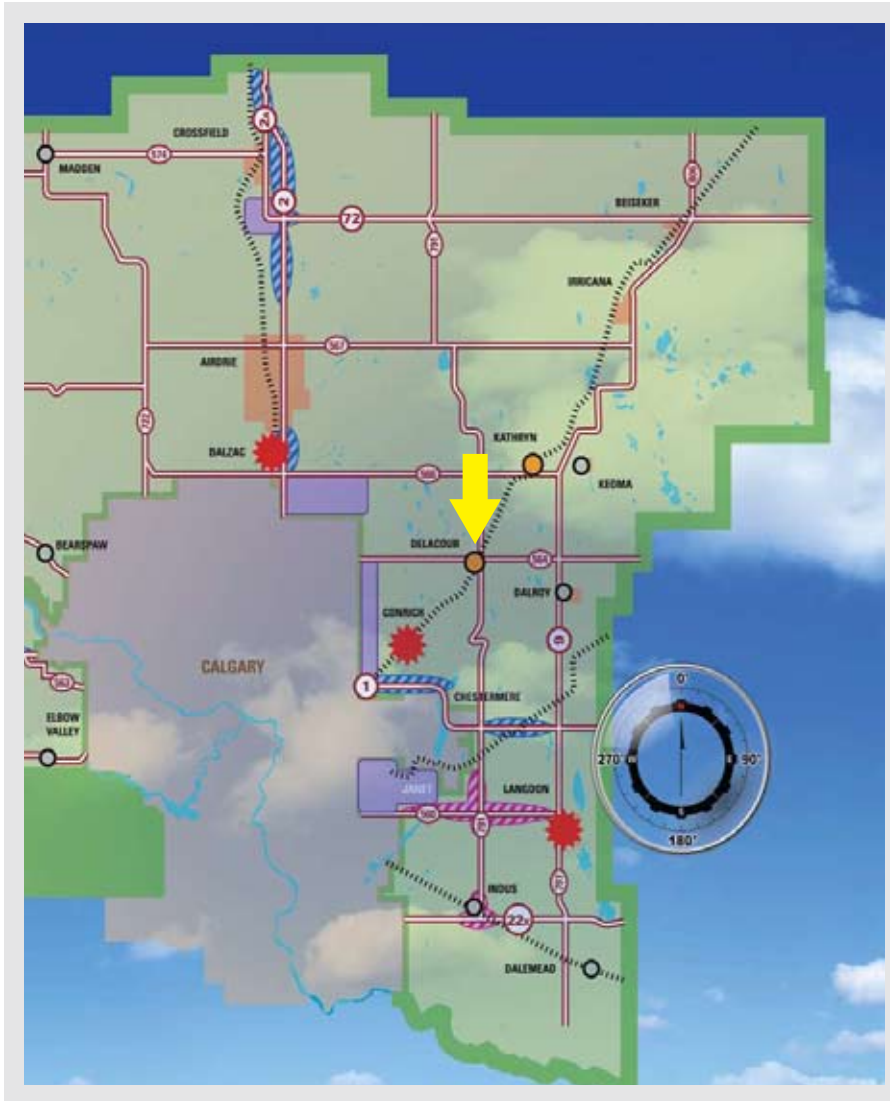 CROSSFIELD
2A
MADDEN
574
2
72
791
806
BEISEKER
IRRICANA
567
AIRDRIE
772
BALZAC
KATHRYN
566
KEOMA
BEARSPAW
DELACOUR
564
DALROY
CONRICH
9
CALGARY
1
CHESTERMERE
563
ELBOW
VALLEY
0°
270°
W
E
90°
S
180°
JANET
LANGDON
560
791
797
INDUS
22x
DALEMEAD